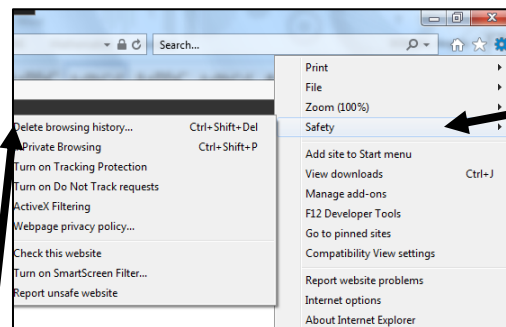 Search...
Print
File
Zoom (100%)
Safety
Add site to Start menu
View downloads Ctrl+J
Manage add-ons
F12 Developer Tools
Go to pinned sites
Compatibility View settings
Report website problems
Internet options
About Internet Explorer
Delete browsing history... Ctrl+Shift+Del
Private Browsing Ctrl+Shift+P
Turn on Tracking Protection
Turn on Do Not Track requests
ActiveX Filtering
Webpage privacy policy...
Check this website
Turn on SmartScreen Filter...
Report unsafe website